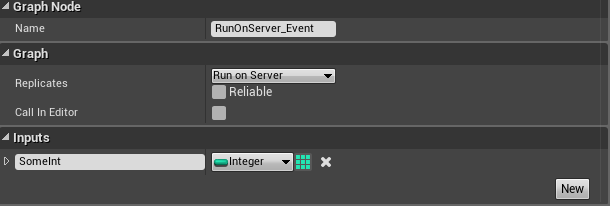 Graph Node
Name RunOnServer_Event
Graph
Replicates Run on Server
Reliable
Call In Editor
Inputs
SomeInt Integer
New